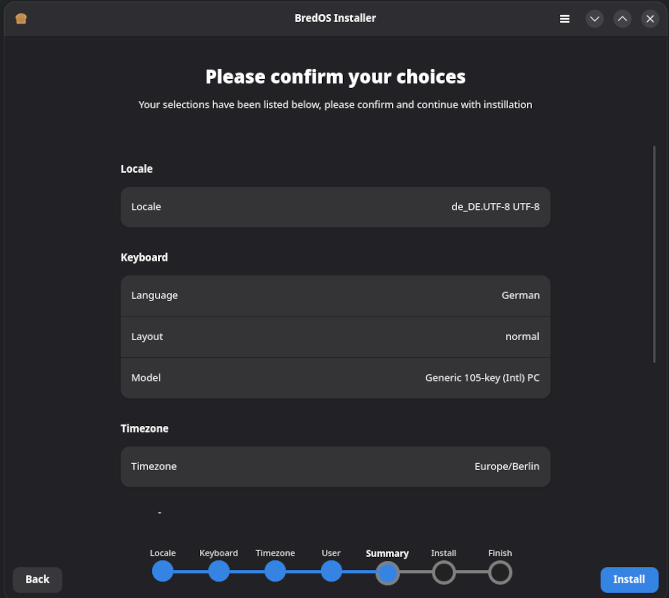 BredOS Installer
Please confirm your choices
Your selections have been listed below, please confirm and continue with instillation
Locale
Locale de_DE.UTF-8 UTF-8
Keyboard
Language German
Layout normal
Model Generic 105-key (Intl) PC
Timezone
Timezone Europe/Berlin
Locale Keyboard Timezone User Summary Install Finish
Back Install